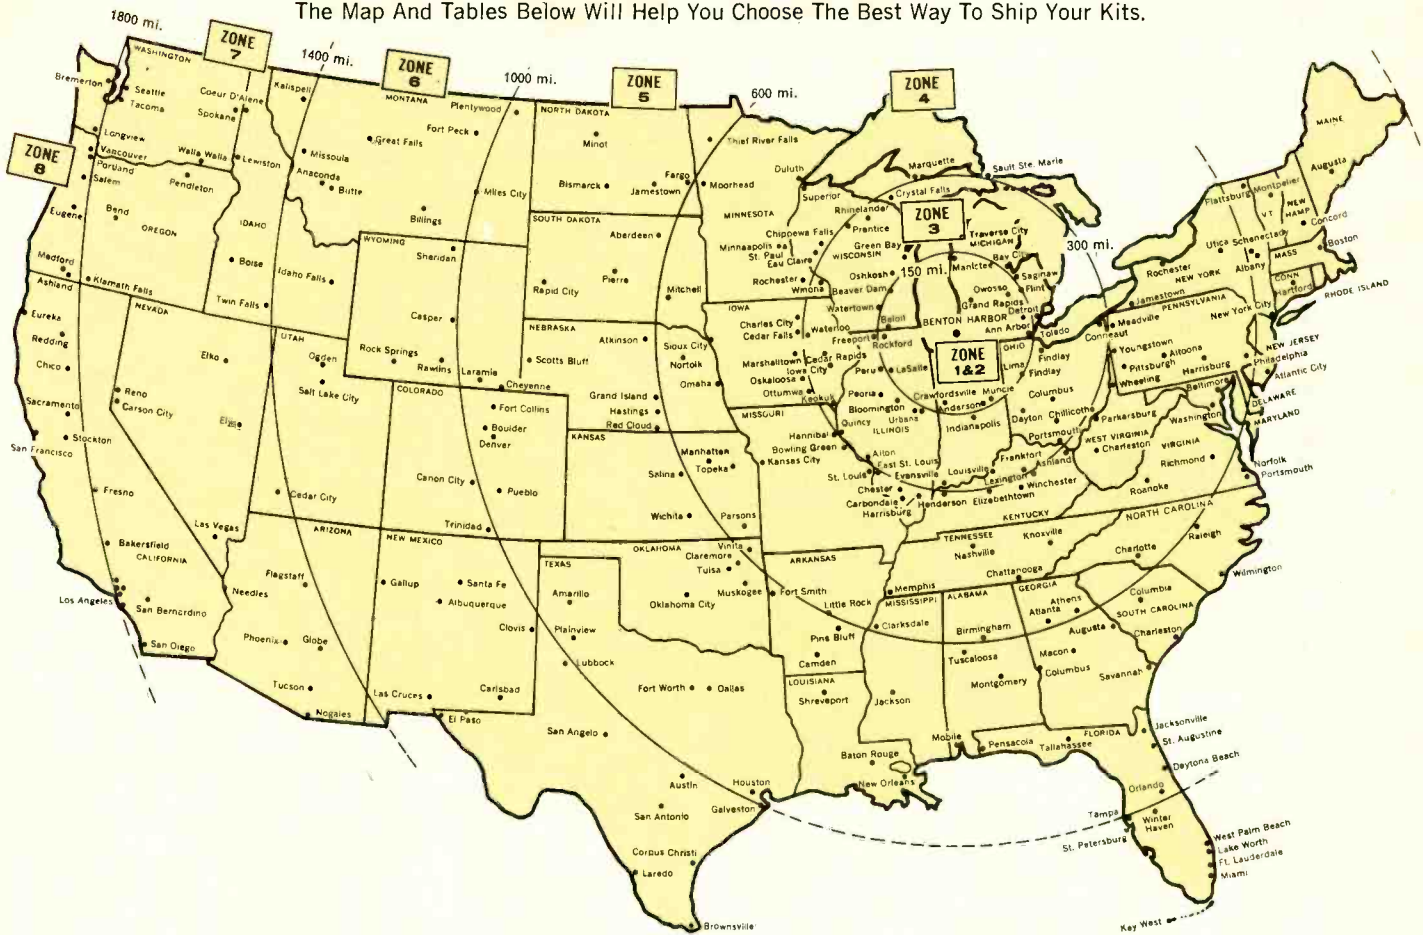 The Map And Tables Below Will Help You Choose The Best Way To Ship Your Kits.
1800 mi.
ZONE
7
1400 mi.
ZONE
6
1000 mi.
ZONE
5
600 mi.
ZONE
4
ZONE
8
ZONE
3
300 mi.
150 mi.
ZONE
1&2
BENTON HARBOR
WASHINGTON
Bremerton
Seattle
Tacoma
Coeur D'Alene
Spokane
Longview
Vancouver
Walla Walla
Lewiston
Portland
Salem
Pendleton
Eugene
Bend
OREGON
Medford
Ashland
Klamath Falls
IDAHO
Boise
Idaho Falls
Twin Falls
Kalispell
MONTANA
Plentywood
Fort Peck
Great Falls
Missoula
Anaconda
Butte
Miles City
Billings
WYOMING
Sheridan
Casper
Rock Springs
Rawlins
Laramie
Cheyenne
NEVADA
Elko
Reno
Carson City
Las Vegas
Eureka
Redding
Chico
Sacramento
Stockton
San Francisco
Fresno
Bakersfield
CALIFORNIA
Los Angeles
San Bernardino
Needles
San Diego
UTAH
Ogden
Salt Lake City
Cedar City
COLORADO
Fort Collins
Boulder
Denver
Canon City
Pueblo
Trinidad
ARIZONA
Flagstaff
Phoenix
Globe
Tucson
Nogales
NEW MEXICO
Gallup
Santa Fe
Albuquerque
Clovis
Las Cruces
Carlsbad
NORTH DAKOTA
Minot
Bismarck
Jamestown
Fargo
SOUTH DAKOTA
Aberdeen
Pierre
Rapid City
Mitchell
NEBRASKA
Atkinson
Scotts Bluff
Norfolk
Omaha
Grand Island
Hastings
Red Cloud
KANSAS
Manhattan
Topeka
Salina
Wichita
Parsons
OKLAHOMA
Vinita
Claremore
Tulsa
Muskogee
Oklahoma City
TEXAS
Amarillo
Plainview
Lubbock
El Paso
Fort Worth
Dallas
San Angelo
Austin
Houston
Galveston
San Antonio
Corpus Christi
Laredo
Brownsville
Thief River Falls
Moorhead
Duluth
MINNESOTA
Minneapolis
St. Paul
Rochester
Winona
Superior
Rhinelander
Prentice
Chippewa Falls
Eau Claire
Green Bay
WISCONSIN
Oshkosh
Beaver Dam
Watertown
Beloit
Marquette
Crystal Falls
Sault Ste. Marie
Traverse City
MICHIGAN
Manistee
Bay City
Saginaw
Owosso
Flint
Grand Rapids
Detroit
Ann Arbor
IOWA
Charles City
Cedar Falls
Waterloo
Sioux City
Marshalltown
Cedar Rapids
Iowa City
Oskaloosa
Ottumwa
Keokuk
Freeport
Rockford
Peru
LaSalle
Peoria
Bloomington
Urbana
Quincy
ILLINOIS
Alton
East St. Louis
Chester
Carbondale
Harrisburg
MISSOURI
Hannibal
Bowling Green
Kansas City
St. Louis
Crawfordsville
Muncie
Anderson
Indianapolis
Evansville
OHIO
Toledo
Lima
Findlay
Findlay
Conneaut
Columbus
Dayton
Chillicothe
Portsmouth
Youngstown
Louisville
Frankfort
Lexington
Ashland
Winchester
Henderson
Elizabethtown
KENTUCKY
TENNESSEE
Nashville
Knoxville
Chattanooga
Memphis
ARKANSAS
Fort Smith
Little Rock
Pine Bluff
Camden
LOUISIANA
Shreveport
Baton Rouge
New Orleans
MISSISSIPPI
Clarksdale
Jackson
ALABAMA
Birmingham
Tuscaloosa
Montgomery
Mobile
GEORGIA
Athens
Atlanta
Augusta
Macon
Columbus
Savannah
FLORIDA
Pensacola
Tallahassee
Jacksonville
St. Augustine
Daytona Beach
Orlando
Tampa
Winter
Haven
St. Petersburg
West Palm Beach
Lake Worth
Ft. Lauderdale
Miami
Key West
NORTH CAROLINA
Raleigh
Charlotte
Wilmington
SOUTH CAROLINA
Columbia
Charleston
WEST VIRGINIA
Charleston
Parkarsburg
Wheeling
VIRGINIA
Richmond
Roanoke
Norfolk
Portsmouth
Washington
MARYLAND
Baltimore
DELAWARE
PENNSYLVANIA
Meadville
Pittsburgh
Altoona
Harrisburg
Philadelphia
NEW JERSEY
Atlantic City
NEW YORK
Jamestown
Rochester
Utica
Schenectady
Albany
Plattsburg
New York City
MAINE
Augusta
Montpelier
VT
NEW
HAMP
Concord
Boston
MASS
CONN
Hartford
RHODE ISLAND